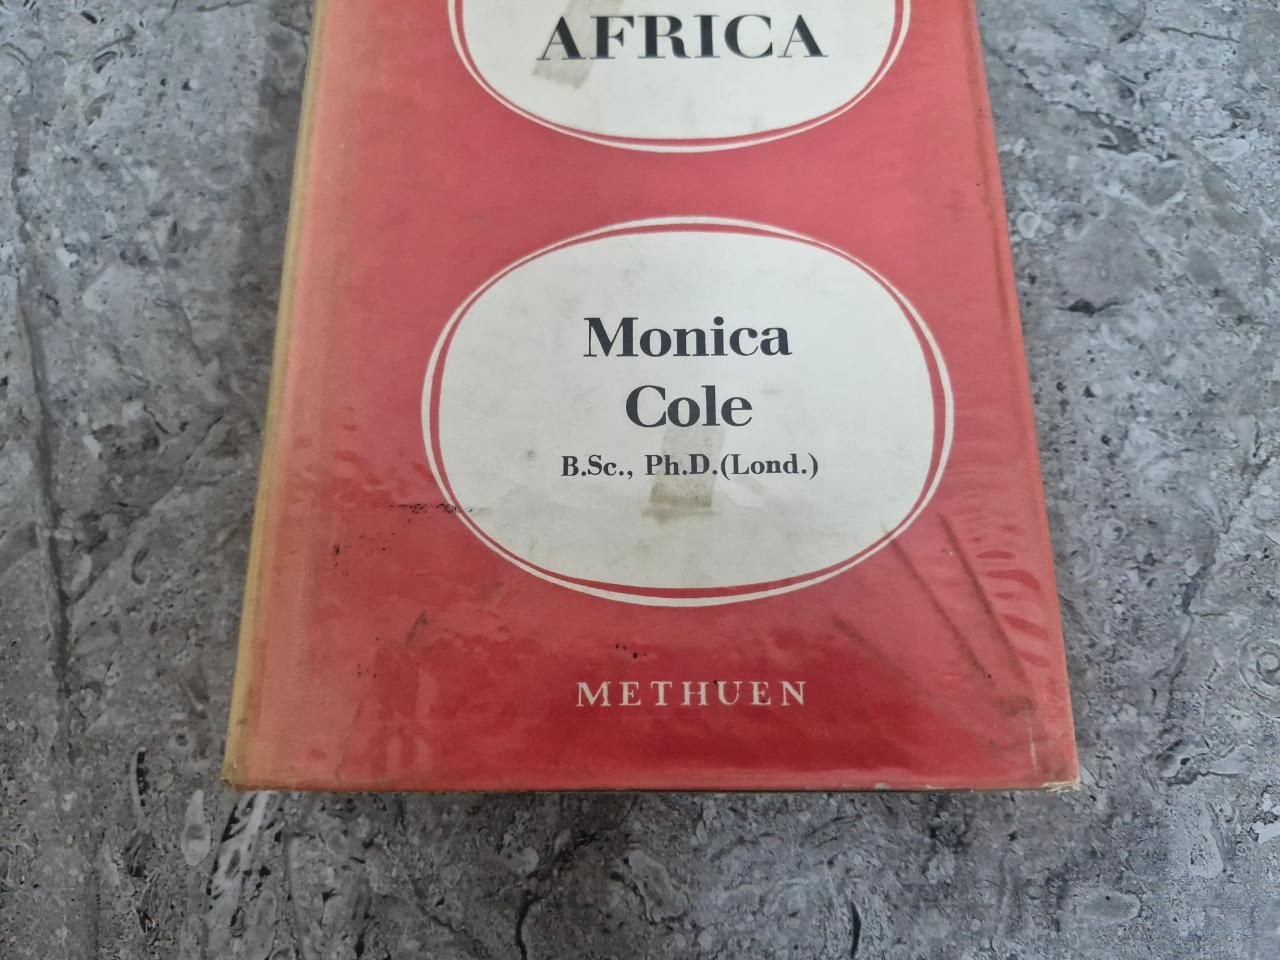 AFRICA
Monica
Cole
B.Sc., Ph.D.(Lond.)
METHUEN